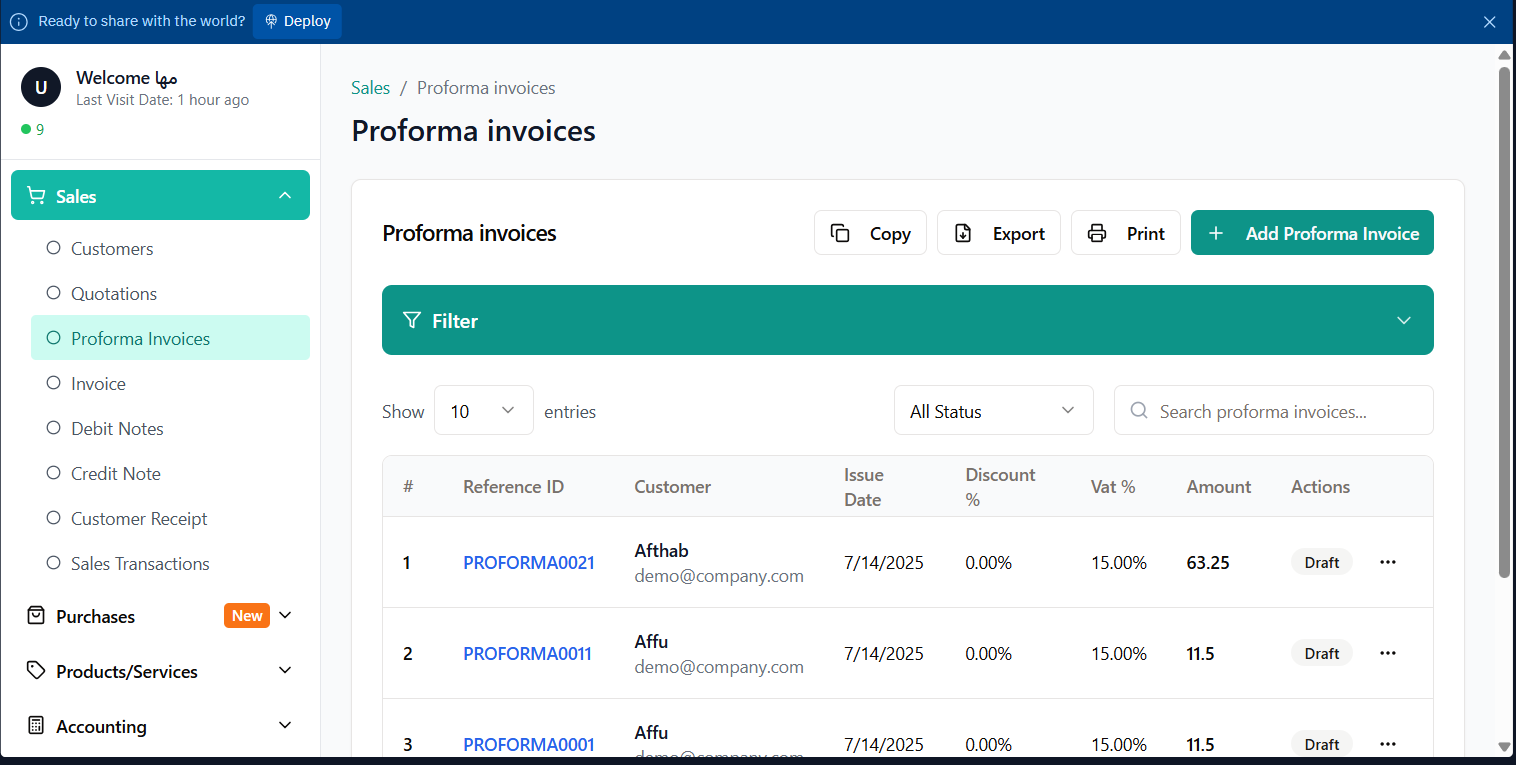 Ready to share with the world? Deploy
U
Welcome مها
Last Visit Date: 1 hour ago
9
Sales
Customers
Quotations
Proforma Invoices
Invoice
Debit Notes
Credit Note
Customer Receipt
Sales Transactions
Purchases New
Products/Services
Accounting
Sales / Proforma invoices
Proforma invoices
Proforma invoices Copy Export Print + Add Proforma Invoice
Filter
Show 10 entries All Status Search proforma invoices...
# Reference ID Customer Issue Date Discount % Vat % Amount Actions
1 PROFORMA0021 Afthab 7/14/2025 0.00% 15.00% 63.25 Draft ...
demo@company.com
2 PROFORMA0011 Affu 7/14/2025 0.00% 15.00% 11.5 Draft ...
demo@company.com
3 PROFORMA0001 Affu 7/14/2025 0.00% 15.00% 11.5 Draft ...
demo@company.com